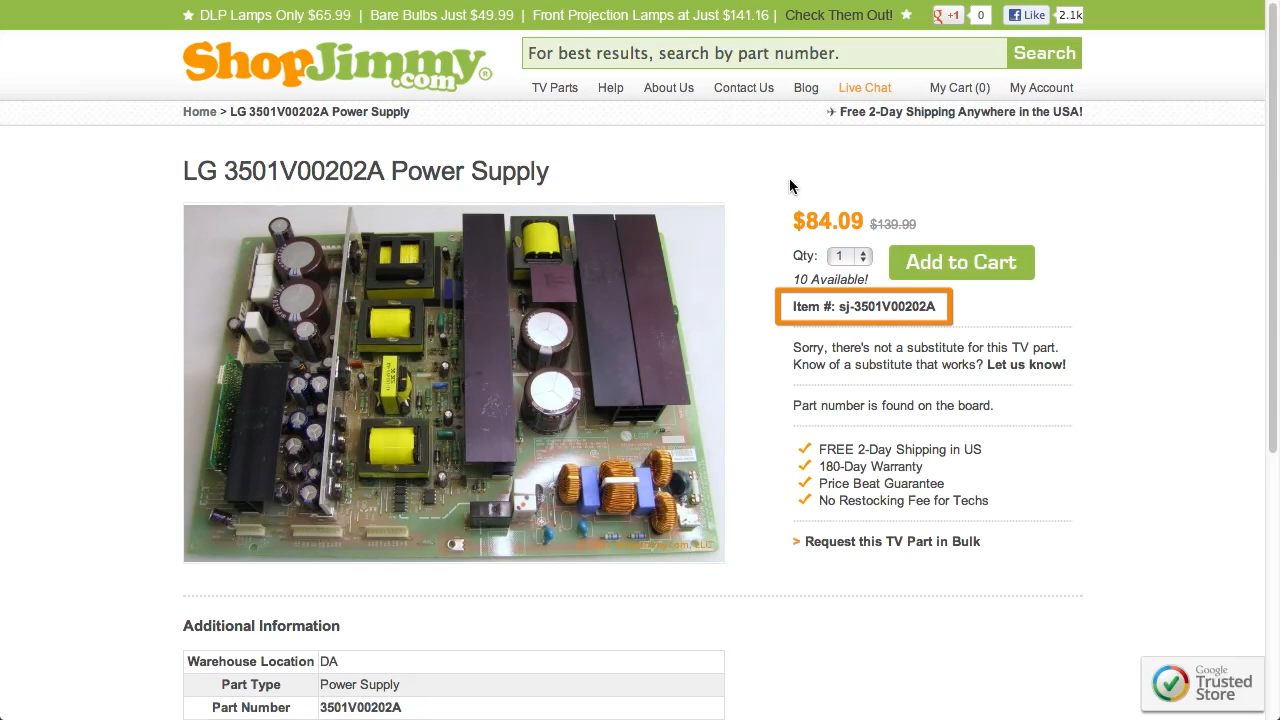 DLP Lamps Only $65.99 | Bare Bulbs Just $49.99 | Front Projection Lamps at Just $141.16 | Check Them Out!
+1 0 Like 2.1k
ShopJimmy.com®
For best results, search by part number. Search
TV Parts Help About Us Contact Us Blog Live Chat My Cart (0) My Account
Home > LG 3501V00202A Power Supply
Free 2-Day Shipping Anywhere in the USA!
LG 3501V00202A Power Supply
$84.09 $139.99
Qty: 1 Add to Cart
10 Available!
Item #: sj-3501V00202A
Sorry, there's not a substitute for this TV part.
Know of a substitute that works? Let us know!
Part number is found on the board.
FREE 2-Day Shipping in US
180-Day Warranty
Price Beat Guarantee
No Restocking Fee for Techs
> Request this TV Part in Bulk
Additional Information
Warehouse Location DA
Part Type Power Supply
Part Number 3501V00202A
Google
Trusted
Store